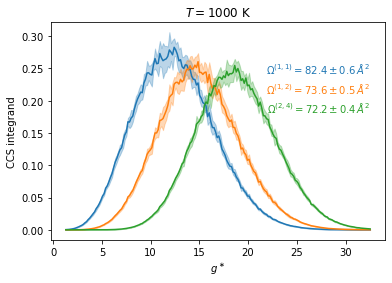 T = 1000 K
CCS integrand
0.30
0.25
0.20
0.15
0.10
0.05
0.00
Ω^(1,1) = 82.4 ± 0.6 Å²
Ω^(1,2) = 73.6 ± 0.5 Å²
Ω^(2,4) = 72.2 ± 0.4 Å²
0 5 10 15 20 25 30
g *